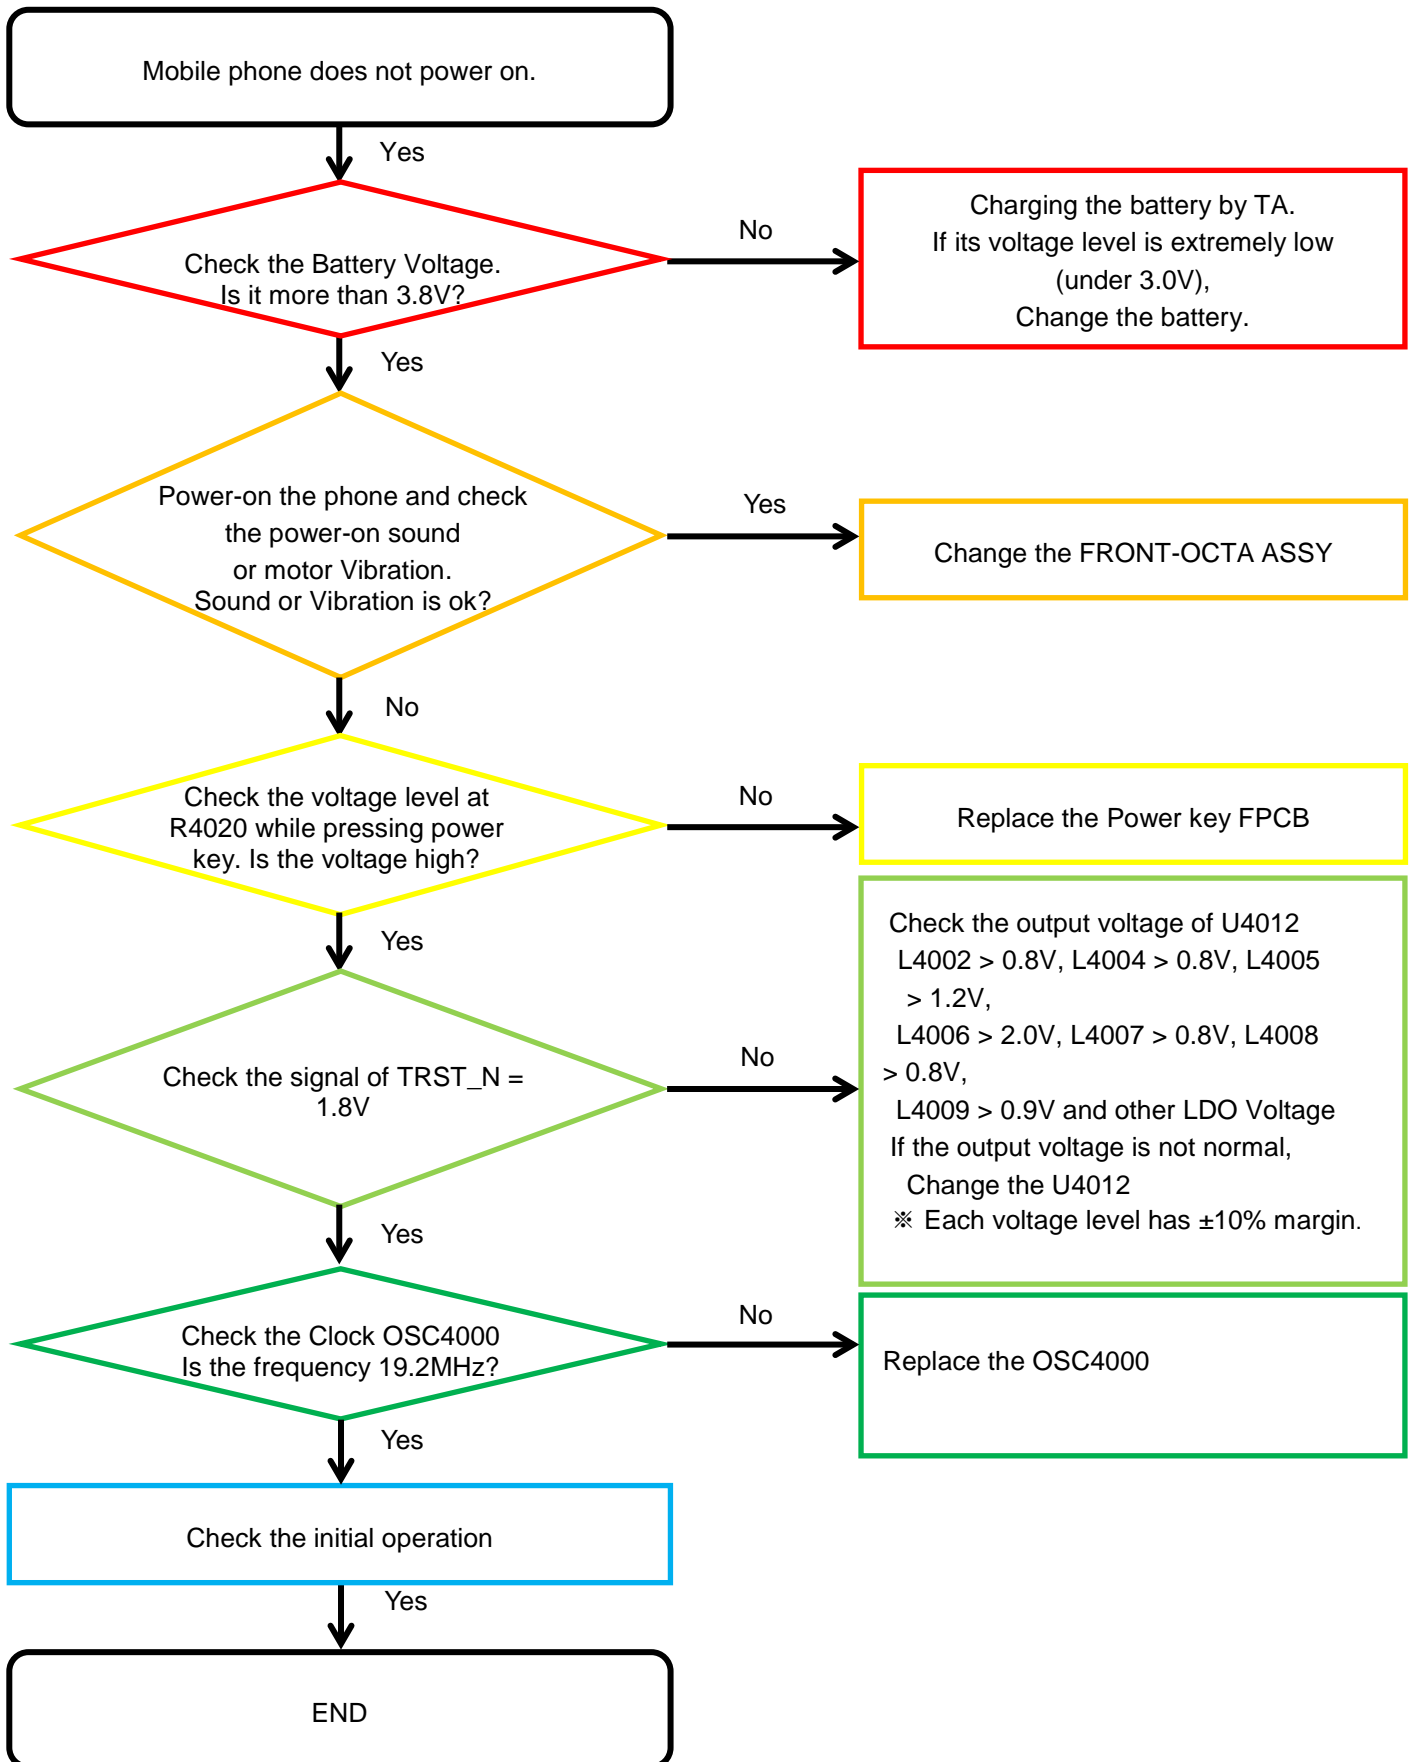 Mobile phone does not power on.
Yes
Check the Battery Voltage.
Is it more than 3.8V?
No
Charging the battery by TA.
If its voltage level is extremely low
(under 3.0V),
Change the battery.
Yes
Power-on the phone and check
the power-on sound
or motor Vibration.
Sound or Vibration is ok?
Yes
Change the FRONT-OCTA ASSY
No
Check the voltage level at
R4020 while pressing power
key. Is the voltage high?
No
Replace the Power key FPCB
Yes
Check the signal of TRST_N =
1.8V
No
Check the output voltage of U4012
L4002 > 0.8V, L4004 > 0.8V, L4005
> 1.2V,
L4006 > 2.0V, L4007 > 0.8V, L4008
> 0.8V,
L4009 > 0.9V and other LDO Voltage
If the output voltage is not normal,
Change the U4012
※ Each voltage level has ±10% margin.
Yes
Check the Clock OSC4000
Is the frequency 19.2MHz?
No
Replace the OSC4000
Yes
Check the initial operation
Yes
END